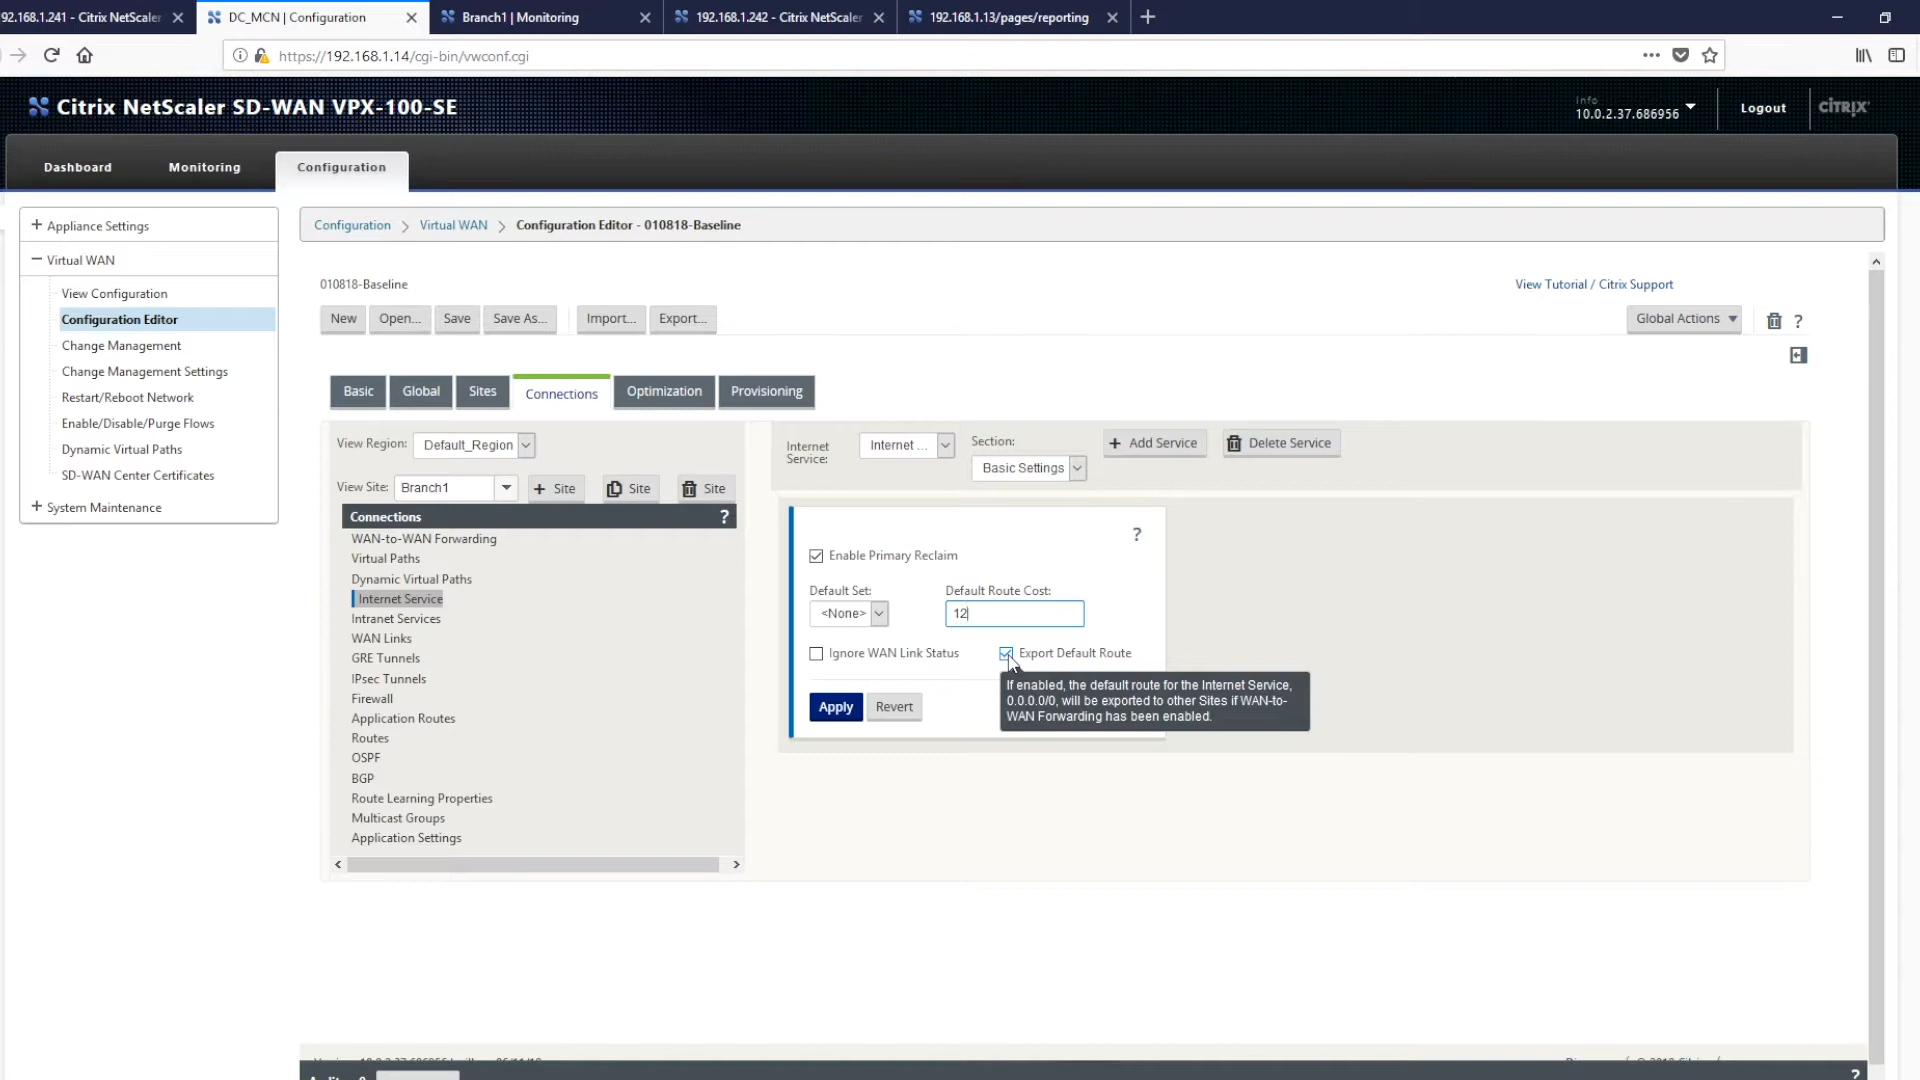 192.168.1.241 - Citrix NetScaler
DC_MCN | Configuration
Branch1 | Monitoring
192.168.1.242 - Citrix NetScaler
192.168.1.13/pages/reporting
https://192.168.1.14/cgi-bin/vwconf.cgi
Citrix NetScaler SD-WAN VPX-100-SE
Info
10.0.2.37.686956
Logout
CITRIX
Dashboard
Monitoring
Configuration
+ Appliance Settings
− Virtual WAN
View Configuration
Configuration Editor
Change Management
Change Management Settings
Restart/Reboot Network
Enable/Disable/Purge Flows
Dynamic Virtual Paths
SD-WAN Center Certificates
+ System Maintenance
Configuration > Virtual WAN > Configuration Editor - 010818-Baseline
010818-Baseline
View Tutorial / Citrix Support
New
Open...
Save
Save As...
Import...
Export...
Global Actions
?
Basic
Global
Sites
Connections
Optimization
Provisioning
View Region: Default_Region
View Site: Branch1
+ Site
Site
Site
Connections ?
WAN-to-WAN Forwarding
Virtual Paths
Dynamic Virtual Paths
Internet Service
Intranet Services
WAN Links
GRE Tunnels
IPsec Tunnels
Firewall
Application Routes
Routes
OSPF
BGP
Route Learning Properties
Multicast Groups
Application Settings
Internet Service:
Internet ...
Section:
Basic Settings
+ Add Service
Delete Service
?
Enable Primary Reclaim
Default Set:
<None>
Default Route Cost:
12
Ignore WAN Link Status
Export Default Route
If enabled, the default route for the Internet Service,
0.0.0.0/0, will be exported to other Sites if WAN-to-
WAN Forwarding has been enabled.
Apply
Revert
?